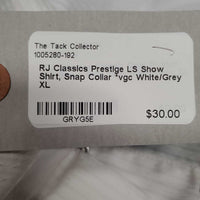 The Tack Collector
1005280-192
RJ Classics Prestige LS Show
Shirt, Snap Collar *vgc White/Grey
XL
$30.00
GRYG5E